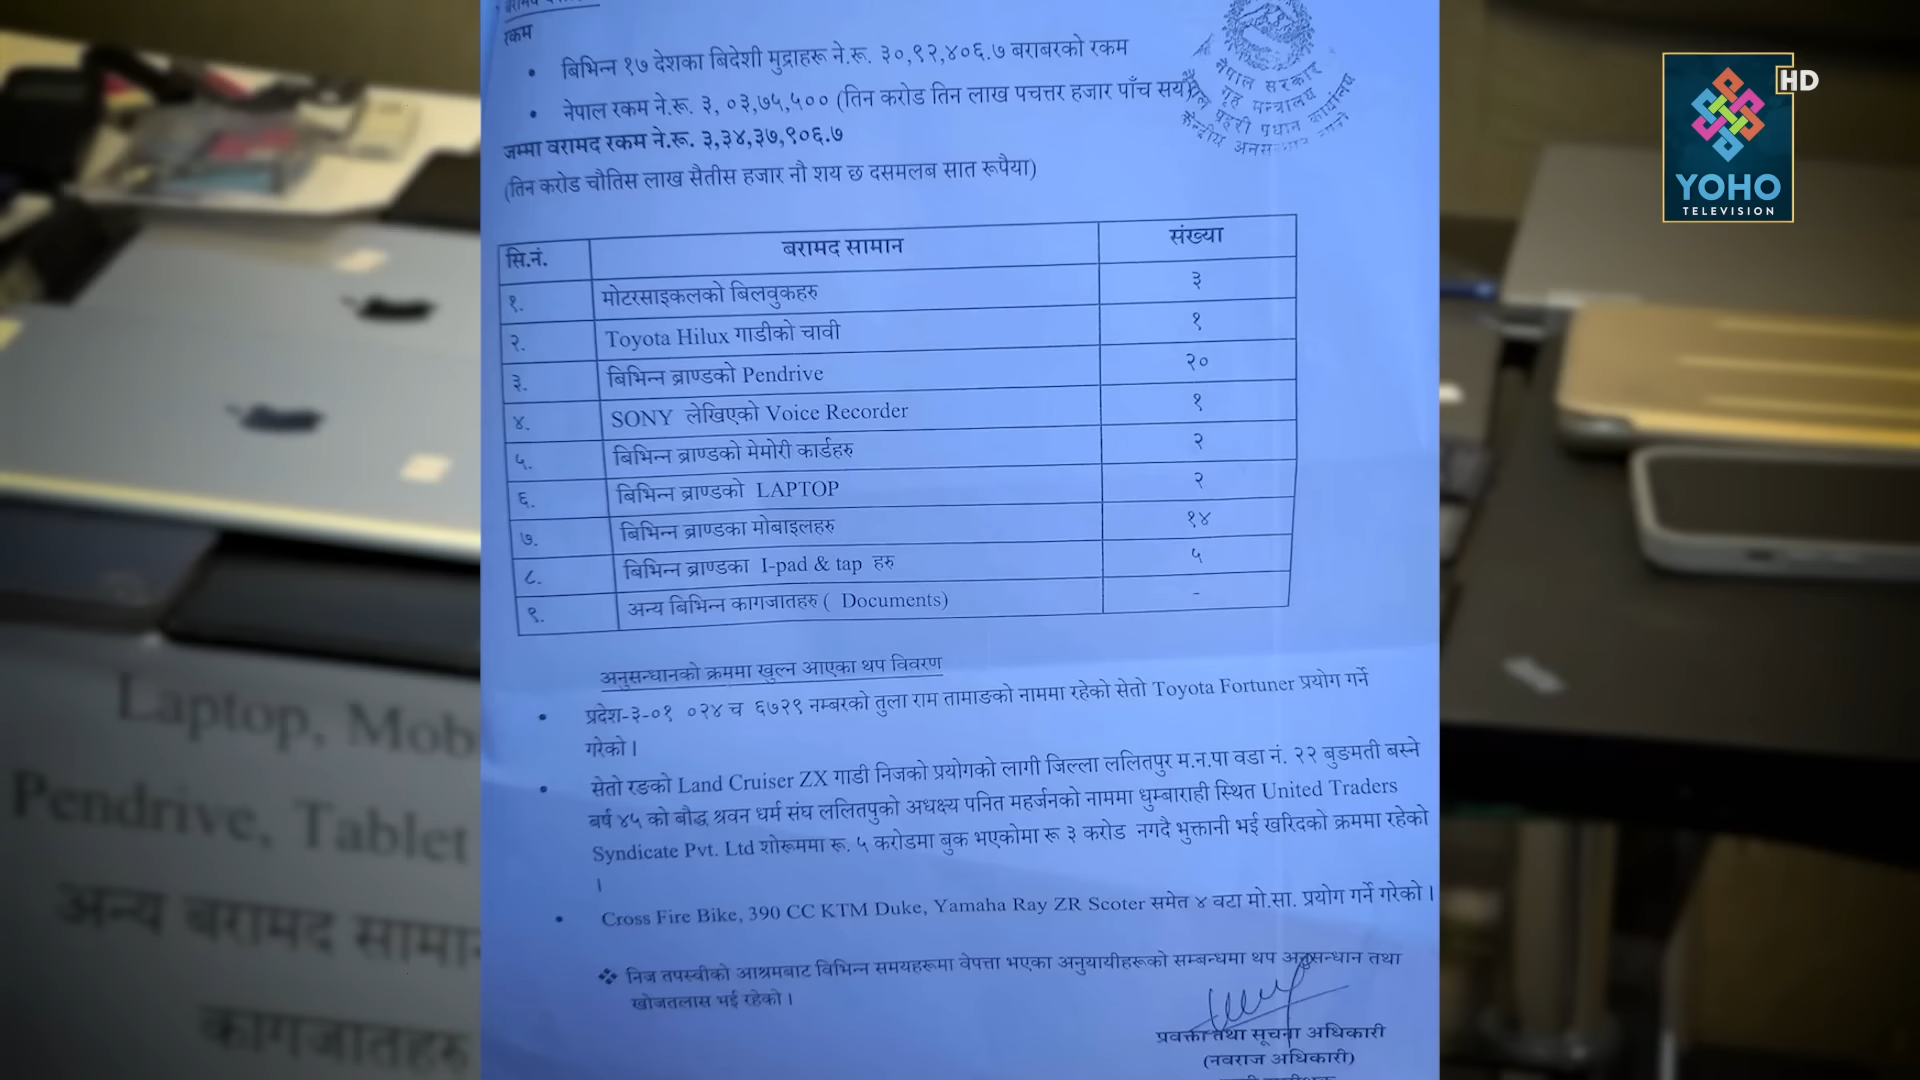 रकम
• बिभिन्न १७ देशका बिदेशी मुद्राहरू ने.रू. ३०,९२,४०६.७ बराबरको रकम
• नेपाल रकम ने.रू. ३, ०३,७५,५०० (तिन करोड तिन लाख पचत्तर हजार पाँच सय)
जम्मा वरामद रकम ने.रू. ३,३४,३७,९०६.७
(तिन करोड चौतिस लाख सैतीस हजार नौ शय छ दसमलब सात रूपैया)
नेपाल सरकार
गृह मन्त्रालय
प्रहरी प्रधान कार्यालय
केन्द्रीय
सि.नं. बरामद सामान संख्या
१. मोटरसाइकलको बिलवुकहरु ३
२. Toyota Hilux गाडीको चावी १
३. बिभिन्न ब्राण्डको Pendrive २०
४. SONY लेखिएको Voice Recorder १
५. बिभिन्न ब्राण्डको मेमोरी कार्डहरु २
६. बिभिन्न ब्राण्डको LAPTOP २
७. बिभिन्न ब्राण्डका मोबाइलहरु १४
८. बिभिन्न ब्राण्डका I-pad & tap हरु ५
९. अन्य बिभिन्न कागजातहरु ( Documents) -
अनुसन्धानको क्रममा खुल्न आएका थप विवरण
• प्रदेश-३-०१ ०२४ च ६७२९ नम्बरको तुला राम तामाङको नाममा रहेको सेतो Toyota Fortuner प्रयोग गर्ने
गरेको ।
• सेतो रङको Land Cruiser ZX गाडी निजको प्रयोगको लागी जिल्ला ललितपुर म.न.पा वडा नं. २२ बुङमती बस्ने
बर्ष ४५ को बौद्ध श्रवन धर्म संघ ललितपुको अधक्ष्य पनित महर्जनको नाममा धुम्बाराही स्थित United Traders
Syndicate Pvt. Ltd शोरूममा रू. ५ करोडमा बुक भएकोमा रू ३ करोड नगदै भुक्तानी भई खरिदको क्रममा रहेको
।
• Cross Fire Bike, 390 CC KTM Duke, Yamaha Ray ZR Scoter समेत ४ वटा मो.सा. प्रयोग गर्ने गरेको ।
❖ निज तपस्वीको आश्रमबाट विभिन्न समयहरूमा वेपत्ता भएका अनुयायीहरूको सम्बन्धमा थप अनुसन्धान तथा
खोजतलास भई रहेको ।
प्रवक्ता तथा सूचना अधिकारी
(नवराज अधिकारी)
YOHO
TELEVISION
HD
Laptop, Mob
Pendrive, Tablet
अन्य बरामद सामान
कागजातहरु